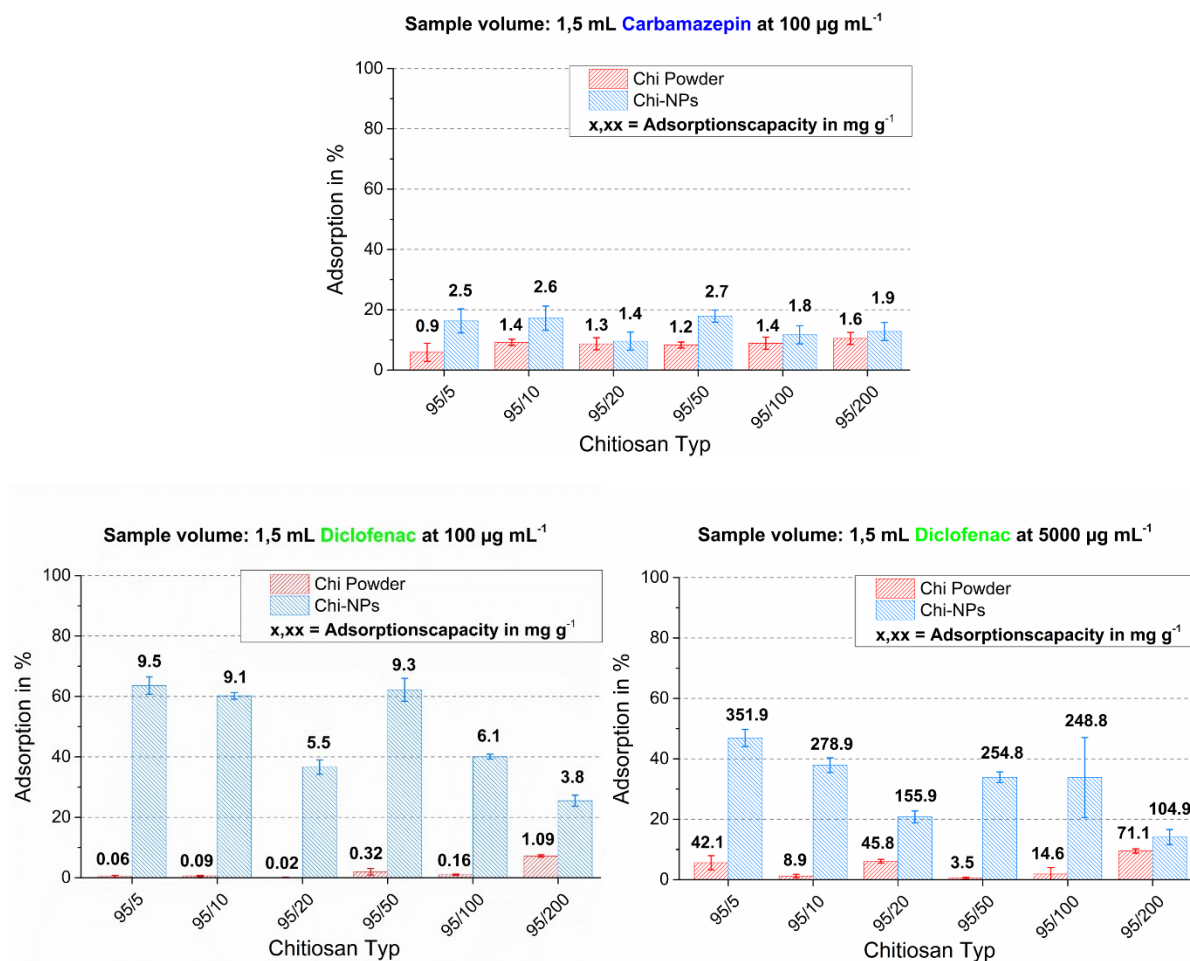 Sample volume: 1,5 mL Carbamazepin at 100 µg mL⁻¹
Chi Powder
Chi-NPs
x,xx = Adsorptionscapacity in mg g⁻¹
Adsorption in %
100
80
60
40
20
0
0.9 2.5 1.4 2.6 1.3 1.4 1.2 2.7 1.4 1.8 1.6 1.9
95/5 95/10 95/20 95/50 95/100 95/200
Chitiosan Typ
Sample volume: 1,5 mL Diclofenac at 100 µg mL⁻¹
Chi Powder
Chi-NPs
x,xx = Adsorptionscapacity in mg g⁻¹
Adsorption in %
100
80
60
40
20
0
0.06 9.5 0.09 9.1 0.02 5.5 0.32 9.3 0.16 6.1 1.09 3.8
95/5 95/10 95/20 95/50 95/100 95/200
Chitiosan Typ
Sample volume: 1,5 mL Diclofenac at 5000 µg mL⁻¹
Chi Powder
Chi-NPs
x,xx = Adsorptionscapacity in mg g⁻¹
Adsorption in %
100
80
60
40
20
0
42.1 351.9 8.9 278.9 45.8 155.9 3.5 254.8 14.6 248.8 71.1 104.9
95/5 95/10 95/20 95/50 95/100 95/200
Chitiosan Typ